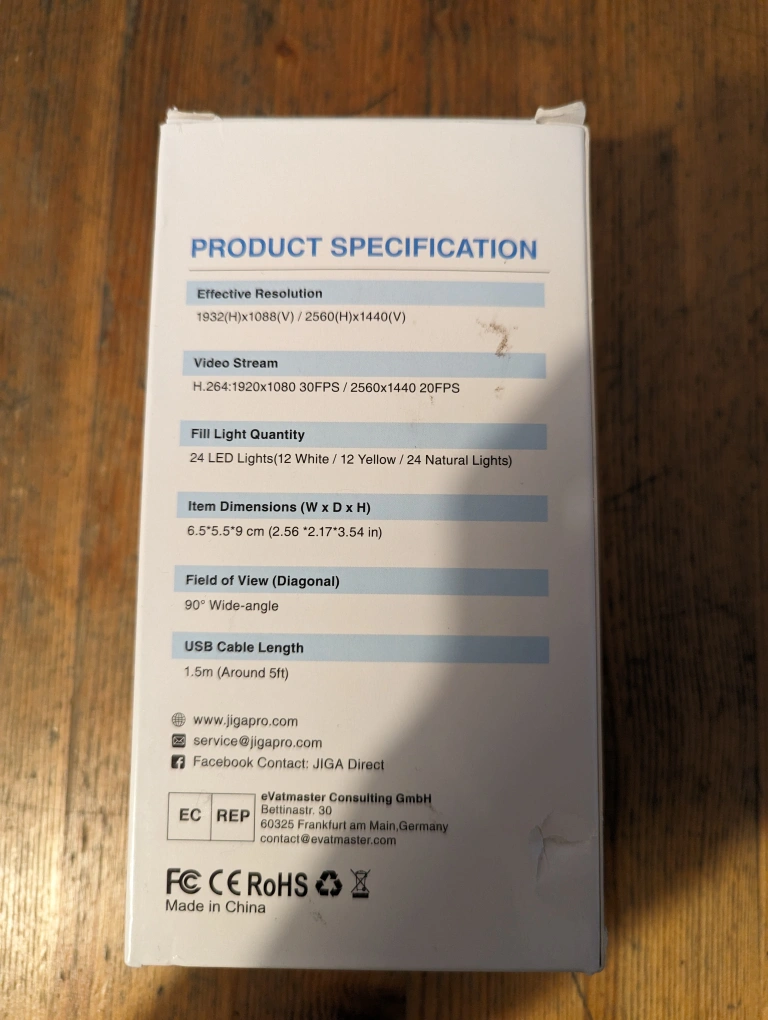 PRODUCT SPECIFICATION
Effective Resolution
1932(H)x1088(V) / 2560(H)x1440(V)
Video Stream
H.264:1920x1080 30FPS / 2560x1440 20FPS
Fill Light Quantity
24 LED Lights(12 White / 12 Yellow / 24 Natural Lights)
Item Dimensions (W x D x H)
6.5*5.5*9 cm (2.56 *2.17*3.54 in)
Field of View (Diagonal)
90° Wide-angle
USB Cable Length
1.5m (Around 5ft)
www.jigapro.com
service@jigapro.com
Facebook Contact: JIGA Direct
EC REP
eVatmaster Consulting GmbH
Bettinastr. 30
60325 Frankfurt am Main,Germany
contact@evatmaster.com
FC CE RoHS
Made in China